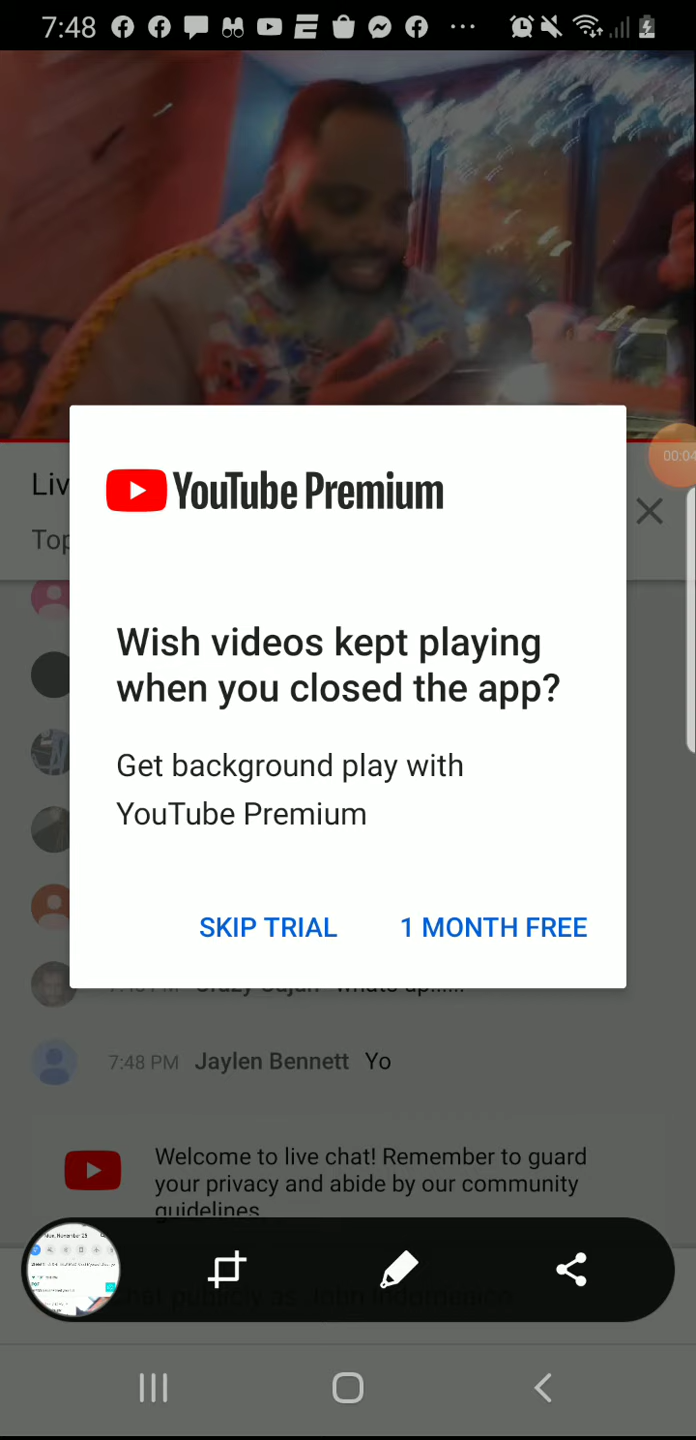 7:48
00:04
Liv
Top
YouTube Premium
Wish videos kept playing
when you closed the app?
Get background play with
YouTube Premium
SKIP TRIAL 1 MONTH FREE
7:48 PM Jaylen Bennett Yo
Welcome to live chat! Remember to guard
your privacy and abide by our community
guidelines